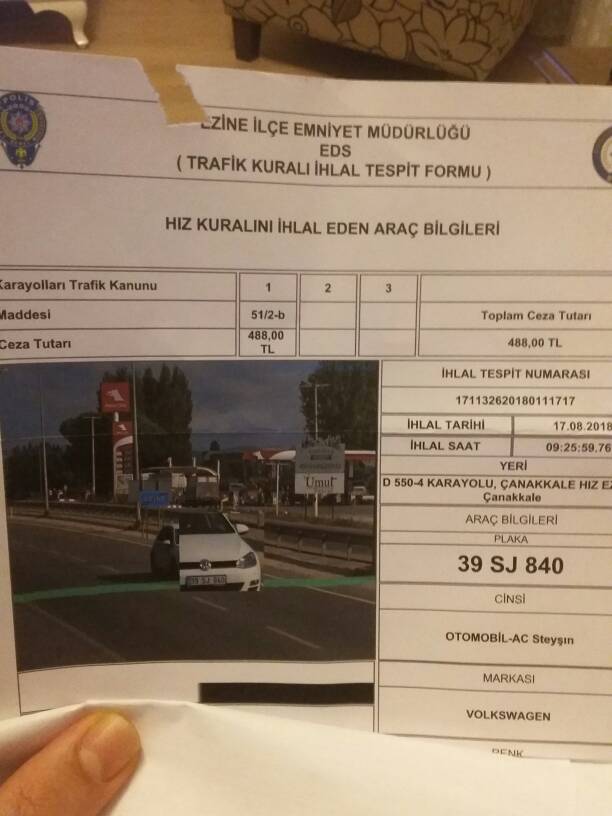 POLİS
EZİNE İLÇE EMNİYET MÜDÜRLÜĞÜ
EDS
( TRAFİK KURALI İHLAL TESPİT FORMU )
HIZ KURALINI İHLAL EDEN ARAÇ BİLGİLERİ
Karayolları Trafik Kanunu 1 2 3
Maddesi 51/2-b Toplam Ceza Tutarı
Ceza Tutarı 488,00 TL 488,00 TL
İHLAL TESPİT NUMARASI
171132620180111717
İHLAL TARİHİ 17.08.2018
İHLAL SAAT 09:25:59,76
YERİ
D 550-4 KARAYOLU, ÇANAKKALE HIZ EZ
Çanakkale
ARAÇ BİLGİLERİ
PLAKA
39 SJ 840
CİNSİ
OTOMOBİL-AC Steyşın
MARKASI
VOLKSWAGEN
RENK
Umut
39 SJ 840